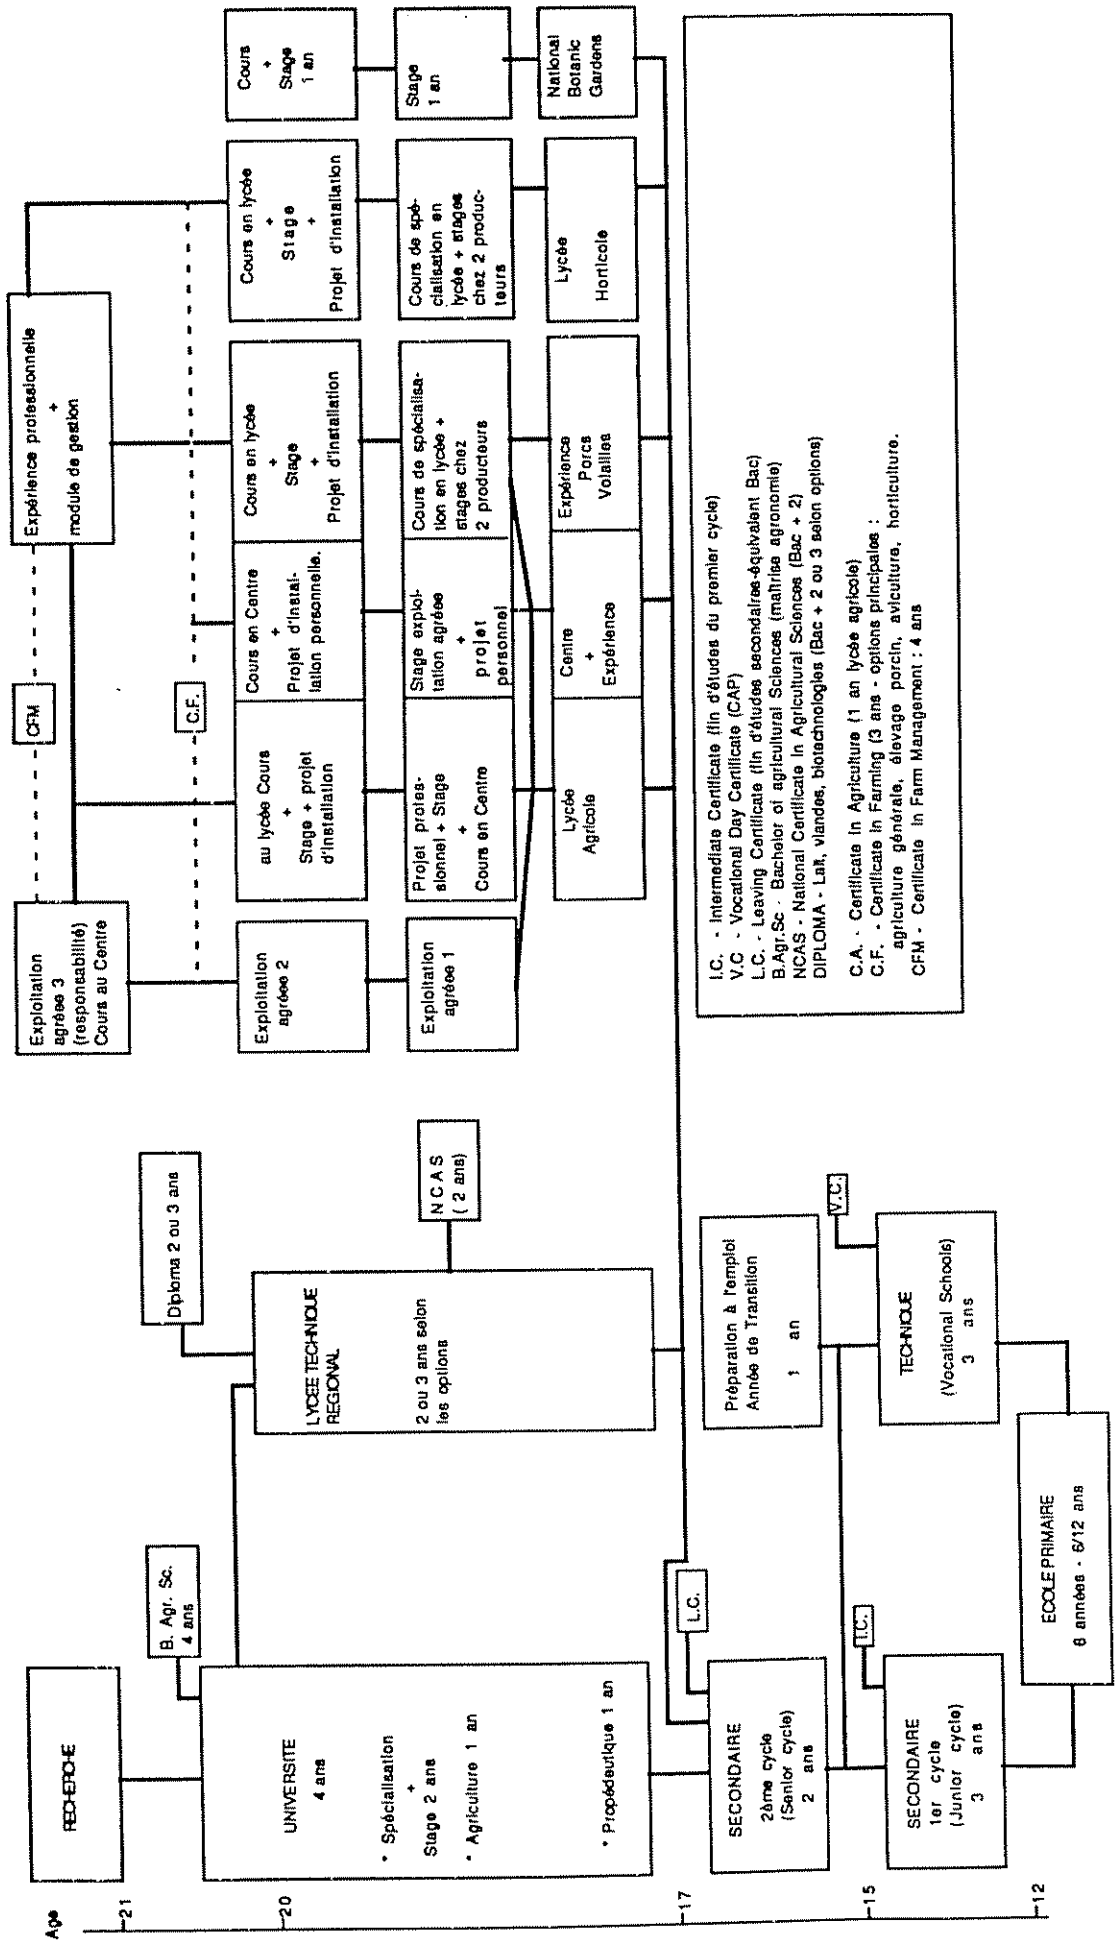 Age
21
20
17
15
12
RECHERCHE
B. Agr. Sc.
4 ans
UNIVERSITE
4 ans
* Spécialisation
+
Stage 2 ans
* Agriculture 1 an
* Propédeutique 1 an
Diploma 2 ou 3 ans
LYCEE TECHNIQUE
REGIONAL
2 ou 3 ans selon
les options
N C A S
( 2 ans)
L.C.
SECONDAIRE
2ème cycle
(Senior cycle)
2 ans
Préparation à l'emploi
Année de Transition
1 an
I.C.
SECONDAIRE
1er cycle
(Junior cycle)
3 ans
V.C.
TECHNIQUE
(Vocational Schools)
3 ans
ECOLE PRIMAIRE
6 années - 6/12 ans
Exploitation
agréée 3
(responsabilité)
Cours au Centre
CFM
Expérience professionnelle
+
module de gestion
C.F.
Exploitation
agréée 2
au lycée Cours
+
Stage + projet
d'installation
Cours en Centre
+
Projet d'instal-
lation personnelle.
Cours en lycée
+
Stage
+
Projet d'installation
Cours en lycée
+
Stage
+
Projet d'installation
Cours
+
Stage
1 an
Exploitation
agréée 1
Projet profes-
sionnel + Stage
+
Cours en Centre
Stage exploi-
tation agréée
+
projet
personnel
Cours de spécialisa-
tion en lycée +
stages chez
2 producteurs
Cours de spé-
cialisation en
lycée + stages
chez 2 produc-
teurs
Stage
1 an
Lycée
Agricole
Centre
+
Expérience
Expérience
Porcs
Volailles
Lycée
Horticole
National
Botanic
Gardens
I.C. - Intermediate Certificate (fin d'études du premier cycle)
V.C - Vocational Day Certificate (CAP)
L.C. - Leaving Certificate (fin d'études secondaires-équivalent Bac)
B.Agr.Sc - Bachelor of agricultural Sciences (maîtrise agronomie)
NCAS - National Certificate in Agricultural Sciences (Bac + 2)
DIPLOMA - Lait, viandes, biotechnologies (Bac + 2 ou 3 selon options)
C.A. - Certificate in Agriculture (1 an lycée agricole)
C.F. - Certificate in Farming (3 ans - options principales :
agriculture générale, élevage porcin, aviculture, horticulture.
CFM - Certificate in Farm Management : 4 ans